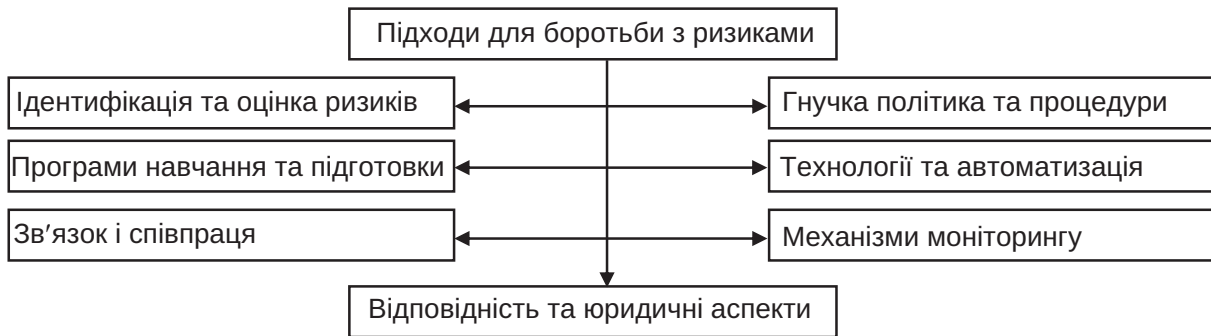 Підходи для боротьби з ризиками
Ідентифікація та оцінка ризиків
Гнучка політика та процедури
Програми навчання та підготовки
Технології та автоматизація
Зв′язок і співпраця
Механізми моніторингу
Відповідність та юридичні аспекти